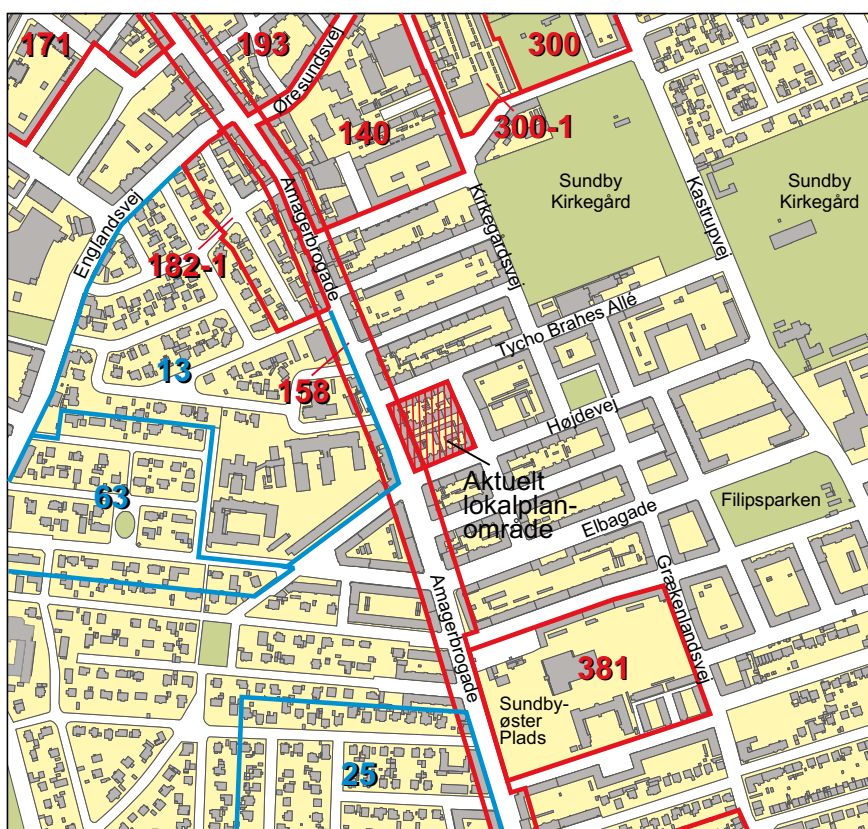 171
193
Øresundsvej
300
140
300-1
Sundby
Kirkegård
Sundby
Kirkegård
Englandsvej
Amagerbrogade
Kirkegårdsvej
Kastrupvej
182-1
Tycho Brahes Allé
13
158
Højdevej
Aktuelt
lokalplan-
område
63
Filipsparken
Elbagade
Amagerbrogade
Grækenlandsvej
381
Sundby-
øster
Plads
25